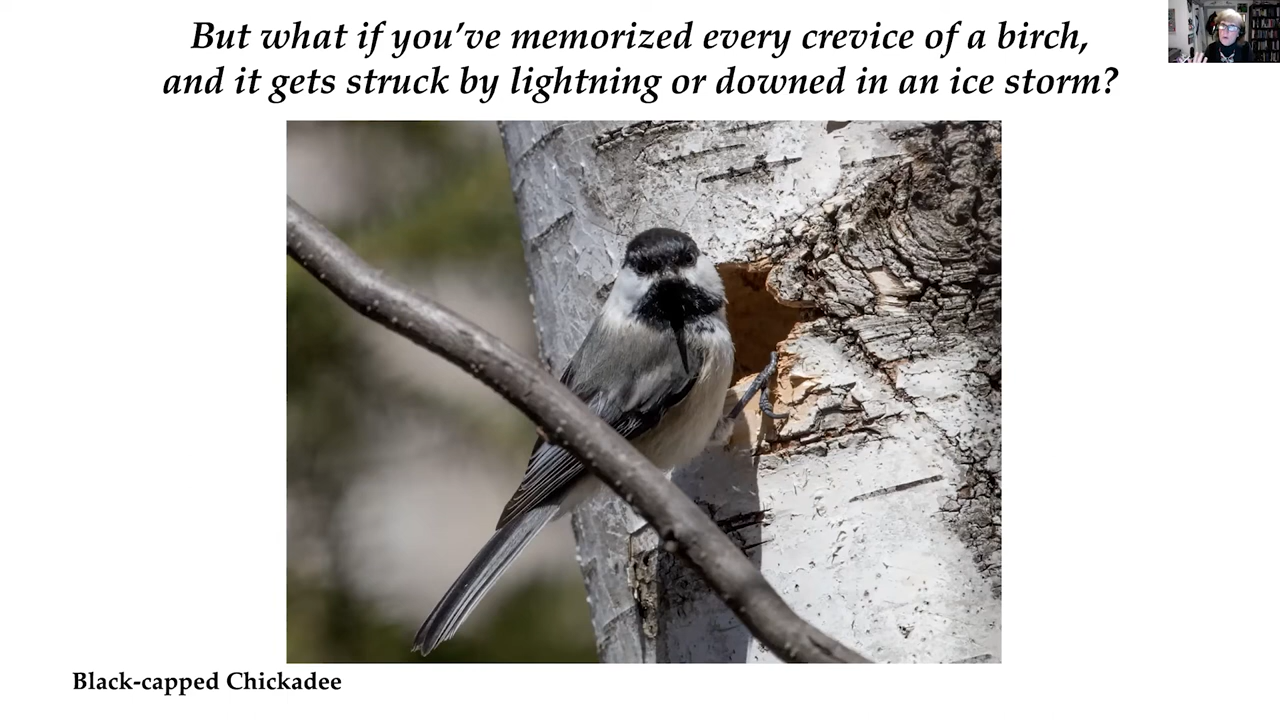 But what if you’ve memorized every crevice of a birch,
and it gets struck by lightning or downed in an ice storm?
Black-capped Chickadee